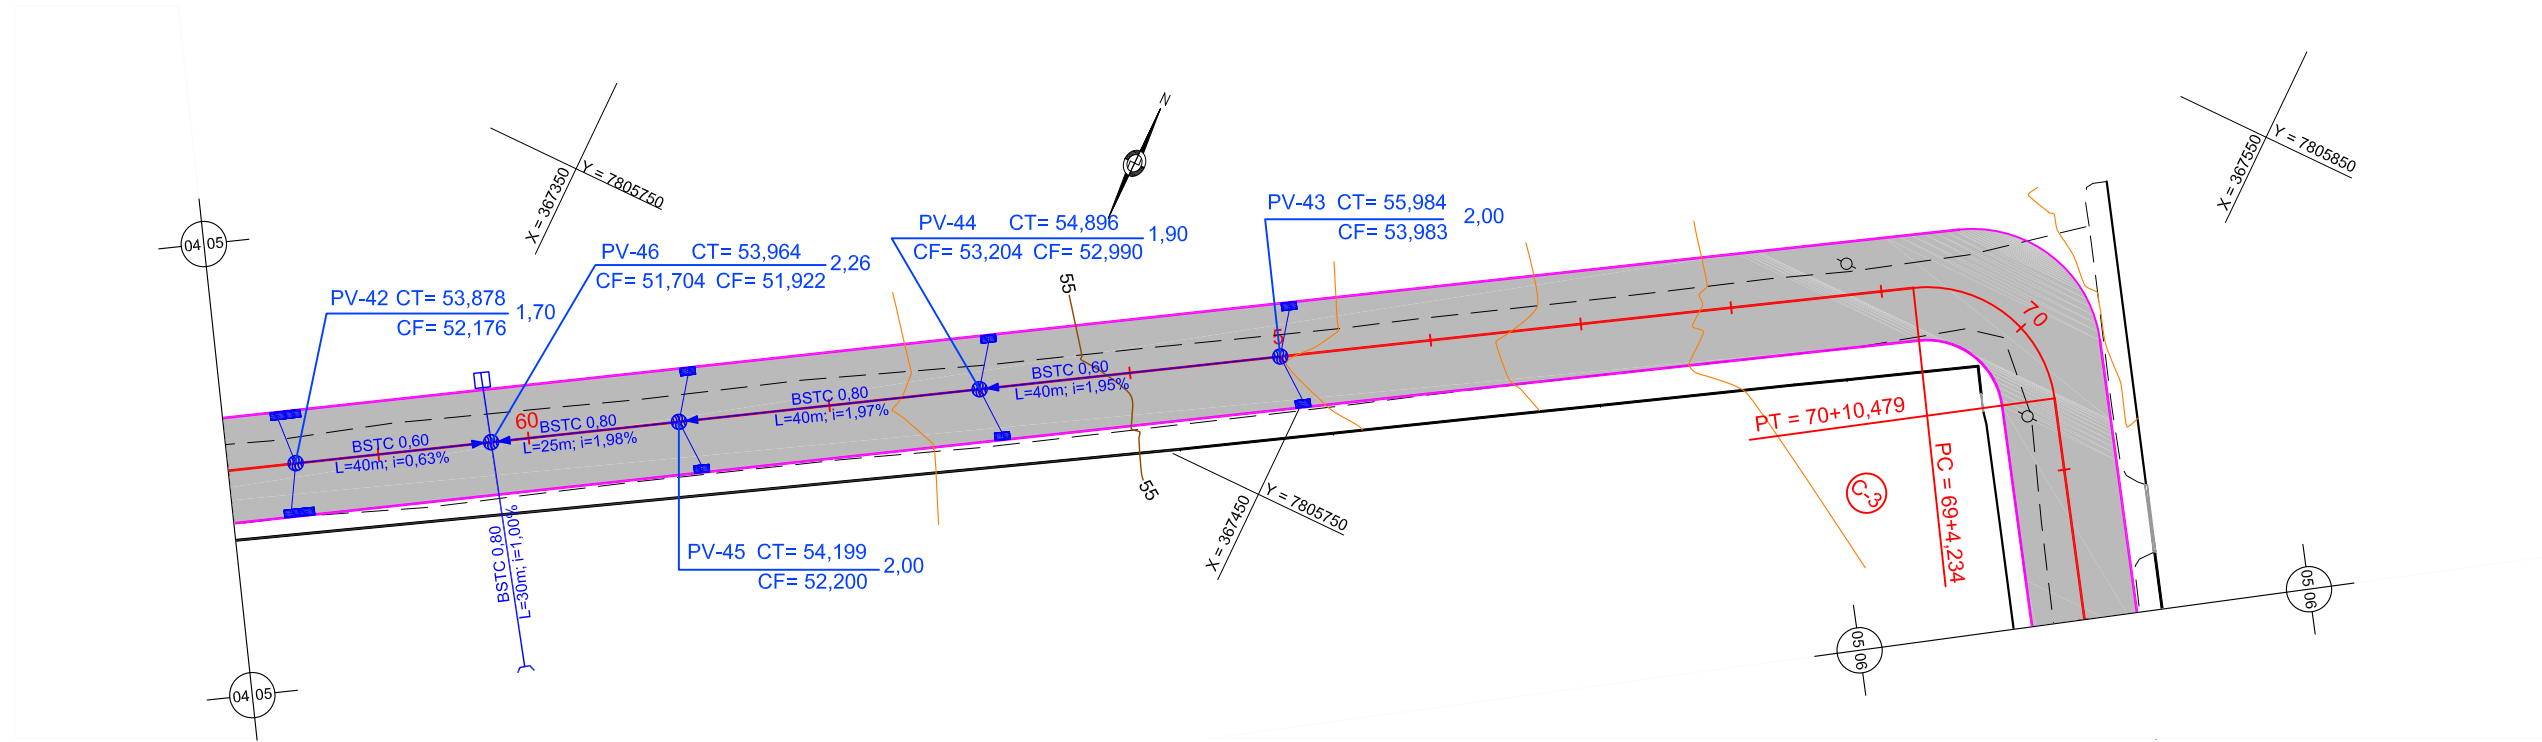 N
Y = 7805750
X = 367350
Y = 7805850
X = 367550
04 05
PV-43 CT= 55,984
CF= 53,983
2,00
PV-44 CT= 54,896
CF= 53,204 CF= 52,990
1,90
PV-46 CT= 53,964
CF= 51,704 CF= 51,922
2,26
PV-42 CT= 53,878
CF= 52,176
1,70
55
5
70
BSTC 0,60
L=40m; i=1,95%
BSTC 0,80
L=40m; i=1,97%
60
BSTC 0,80
L=25m; i=1,98%
BSTC 0,60
L=40m; i=0,63%
PT = 70+10,479
PC = 69+4,234
C-3
55
Y = 7805750
X = 367450
BSTC 0,80
L=30m; i=1,00%
PV-45 CT= 54,199
CF= 52,200
2,00
05 06
05 06
04 05